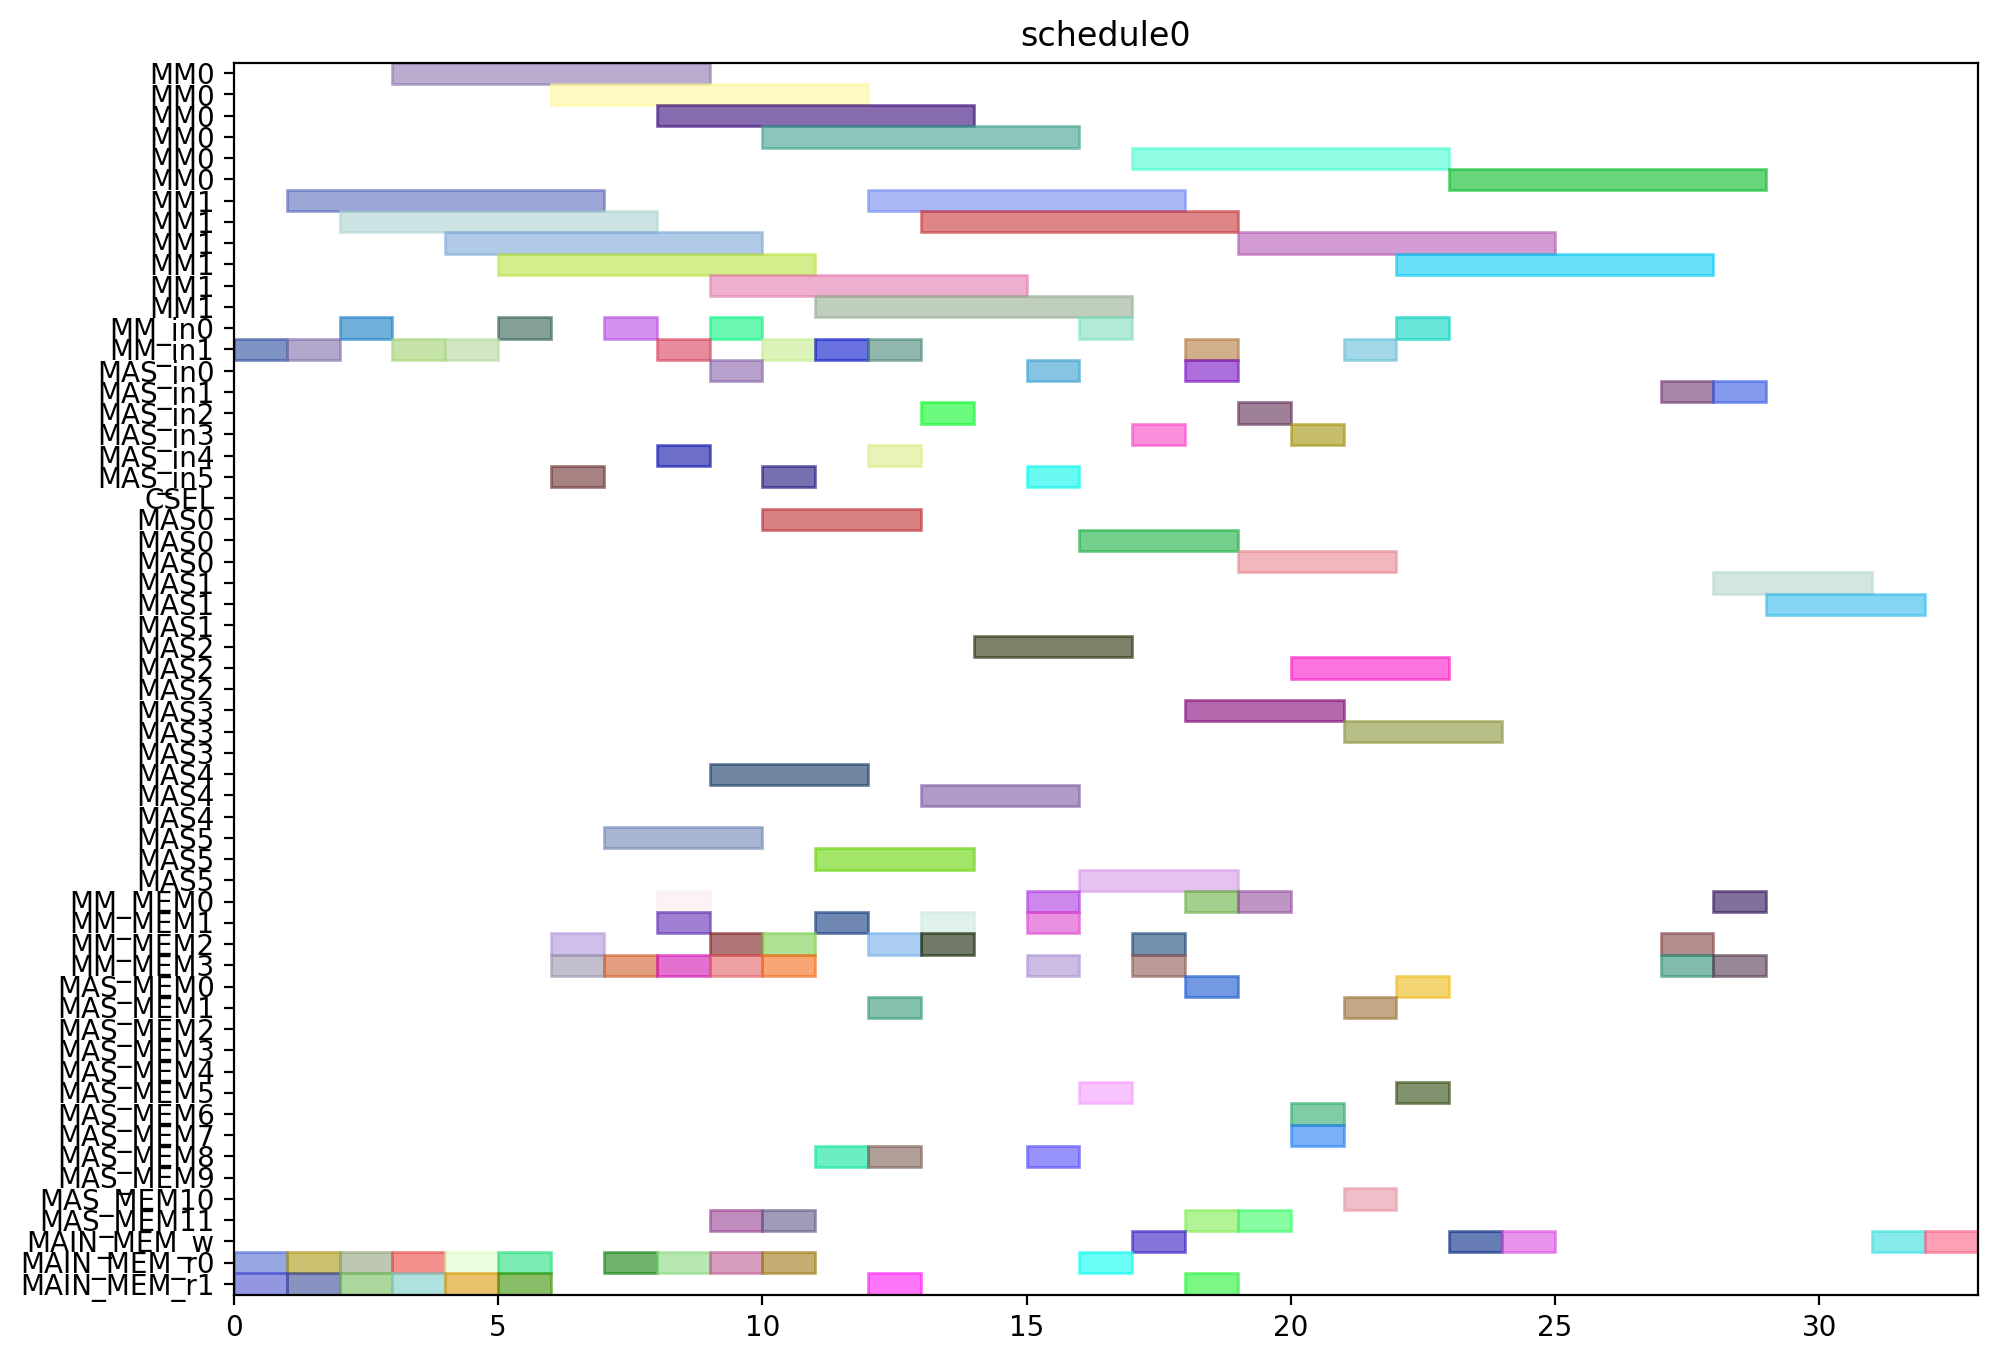 schedule0
MM0
MM0
MM0
MM0
MM0
MM0
MM1
MM1
MM1
MM1
MM1
MM1
MM_in0
MM_in1
MAS_in0
MAS_in1
MAS_in2
MAS_in3
MAS_in4
MAS_in5
CSEL
MAS0
MAS0
MAS0
MAS1
MAS1
MAS1
MAS2
MAS2
MAS2
MAS3
MAS3
MAS3
MAS4
MAS4
MAS4
MAS5
MAS5
MAS5
MM_MEM0
MM_MEM1
MM_MEM2
MM_MEM3
MAS_MEM0
MAS_MEM1
MAS_MEM2
MAS_MEM3
MAS_MEM4
MAS_MEM5
MAS_MEM6
MAS_MEM7
MAS_MEM8
MAS_MEM9
MAS_MEM10
MAS_MEM11
MAIN_MEM_w
MAIN_MEM_r0
MAIN_MEM_r1
0 5 10 15 20 25 30